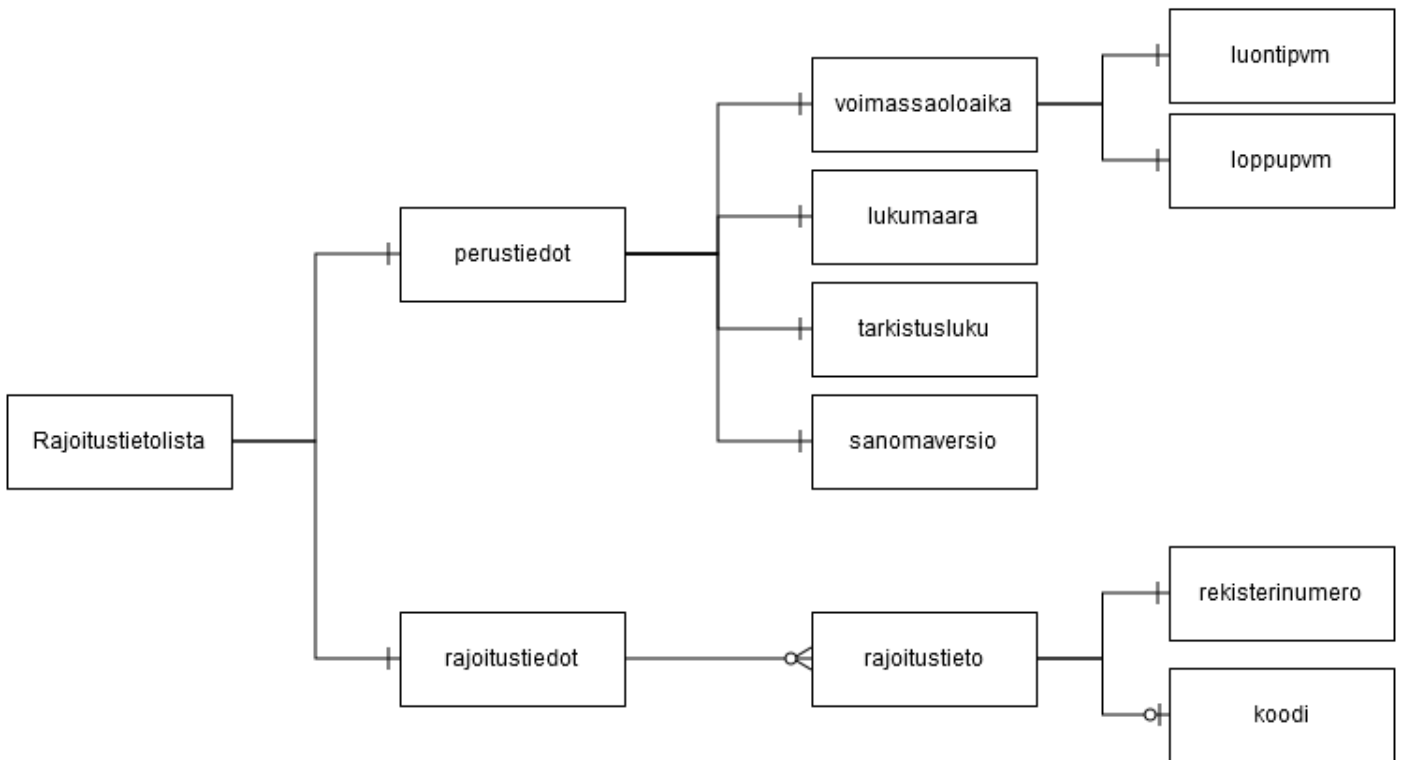 luontipvm
voimassaoloaika
loppupvm
lukumaara
perustiedot
tarkistusluku
Rajoitustietolista
sanomaversio
rekisterinumero
rajoitustiedot
rajoitustieto
koodi